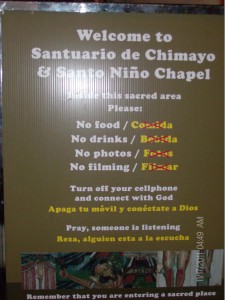 Welcome to
Santuario de Chimayo
& Santo Niño Chapel
Inside this sacred area
Please:
No food / Comida
No drinks / Bebida
No photos / Fotos
No filming / Filmar
Turn off your cellphone
and connect with God
Apaga tu móvil y conéctate a Dios
Pray, someone is listening
Reza, alguien esta a la escucha
Remember that you are entering a sacred place